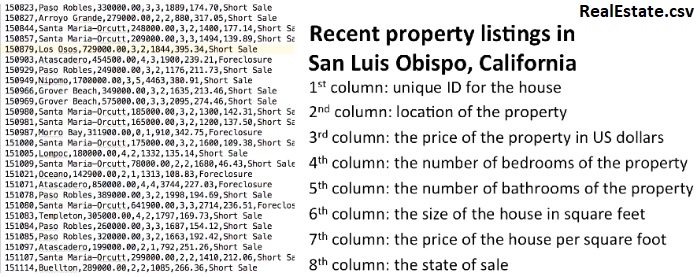 RealEstate.csv
150823,Paso Robles,330000.00,3,3,1889,174.70,Short Sale
150827,Arroyo Grande,279000.00,2,2,880,317.05,Short Sale
150844,Santa Maria-Orcutt,248000.00,3,2,1400,177.14,Short Sale
150857,Santa Maria-Orcutt,209000.00,3,3,1494,139.89,Short Sale
150879,Los Osos,729000.00,3,2,1844,395.34,Short Sale
150903,Atascadero,454500.00,4,3,1900,239.21,Foreclosure
150929,Paso Robles,249000.00,3,2,1176,211.73,Short Sale
150949,Nipomo,1700000.00,3,5,4463,380.91,Short Sale
150966,Grover Beach,349000.00,3,2,1635,213.46,Short Sale
150969,Grover Beach,575000.00,3,3,2095,274.46,Short Sale
150980,Santa Maria-Orcutt,185000.00,3,2,1300,142.31,Short Sale
150981,Santa Maria-Orcutt,165000.00,3,2,1200,137.50,Short Sale
150987,Morro Bay,311900.00,0,1,910,342.75,Foreclosure
151000,Santa Maria-Orcutt,175000.00,3,2,1600,109.38,Short Sale
151005,Lompoc,180000.00,4,2,1332,135.14,Short Sale
151009,Santa Maria-Orcutt,78000.00,2,2,1680,46.43,Short Sale
151021,Oceano,142900.00,2,1,1313,108.83,Foreclosure
151071,Atascadero,850000.00,4,4,3744,227.03,Foreclosure
151078,Paso Robles,389000.00,3,2,1998,194.69,Short Sale
151080,Santa Maria-Orcutt,641900.00,3,3,2714,236.51,Foreclosure
151083,Templeton,305000.00,4,2,1797,169.73,Short Sale
151084,Paso Robles,260000.00,3,3,1687,154.12,Short Sale
151085,Paso Robles,320000.00,3,2,1663,192.42,Short Sale
151097,Atascadero,199000.00,2,1,792,251.26,Short Sale
151107,Santa Maria-Orcutt,299000.00,2,2,1410,212.06,Short Sale
151114,Buellton,289000.00,2,2,1085,266.36,Short Sale
Recent property listings in
San Luis Obispo, California
1st column: unique ID for the house
2nd column: location of the property
3rd column: the price of the property in US dollars
4th column: the number of bedrooms of the property
5th column: the number of bathrooms of the property
6th column: the size of the house in square feet
7th column: the price of the house per square foot
8th column: the state of sale